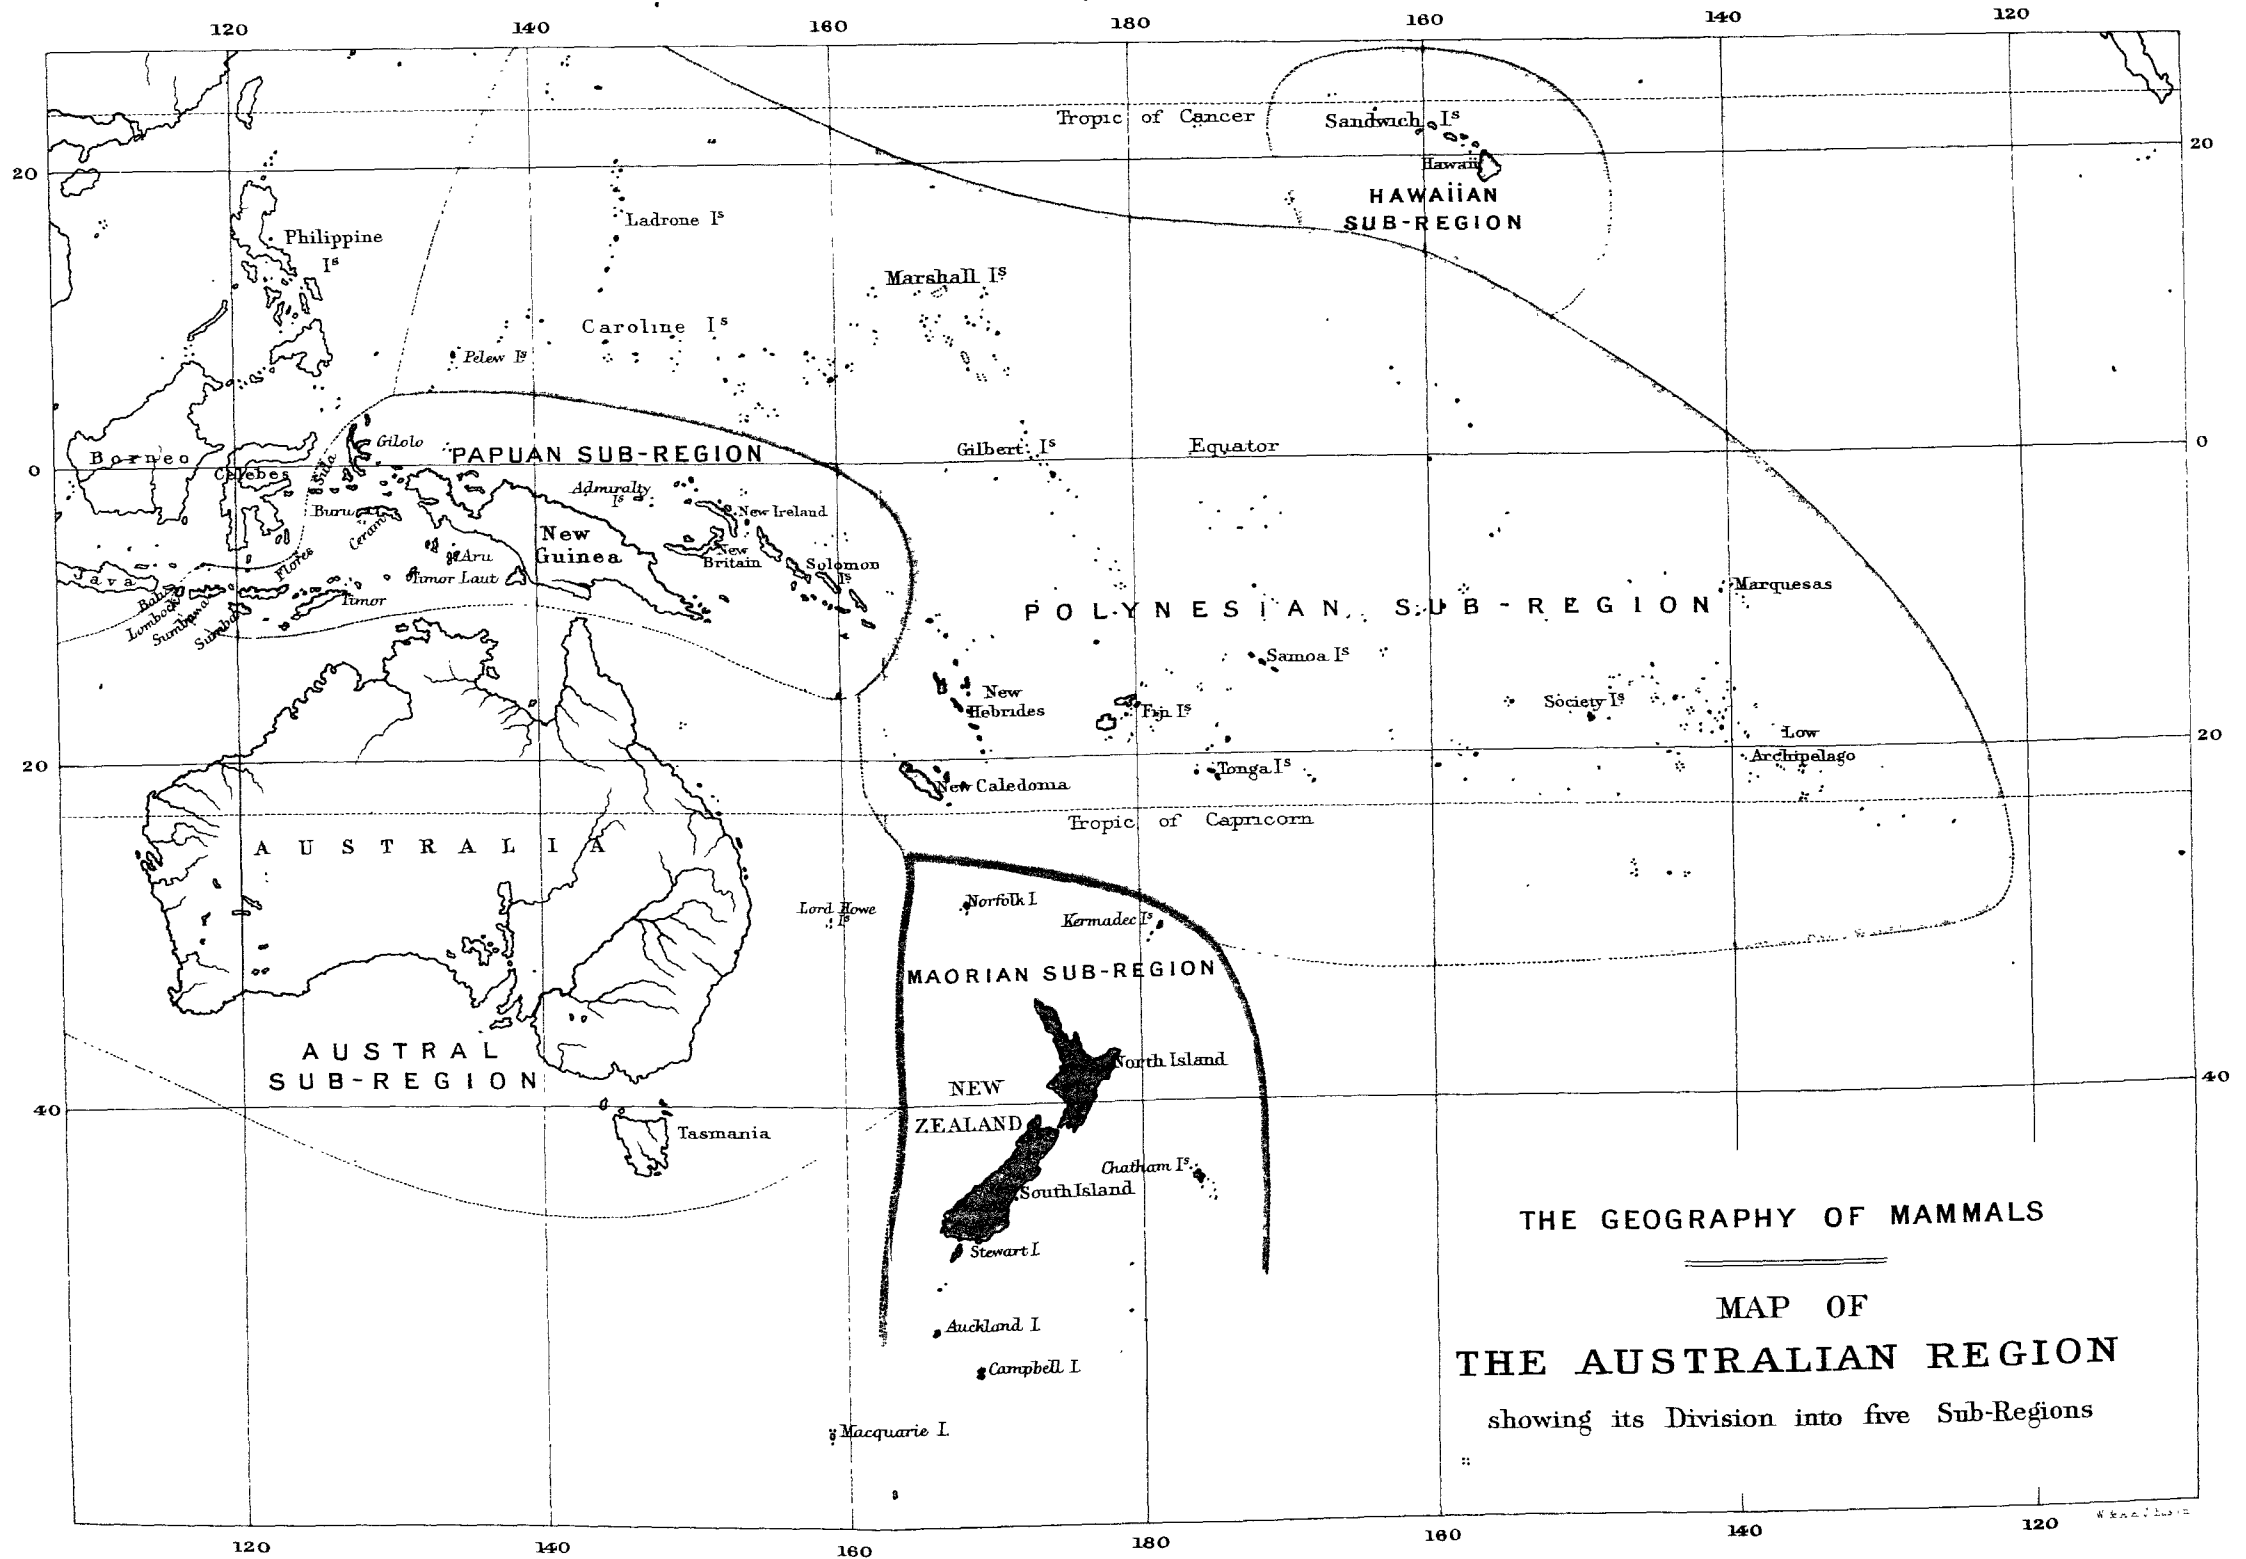 120 140 160 180 160 140 120
Tropic of Cancer
Sandwich Is
20
20
Hawaii
HAWAiiAN
SUB-REGION
Ladrone Is
Philippine
Is
Marshall Is
Caroline Is
Pelew Is
Gilolo
PAPUAN SUB-REGION
Gilbert Is
Equator
0
0
Borneo
Celebes
Sula
Admiralty
Is
Buru
Ceram
New Ireland
New
Guinea
New
Britain
Solomon
Is
Aru
Timor Laut
Flores
Java
Timor
Bali
Lombock
Sumbawa
Sumba
Marquesas
POLYNESIAN SUB-REGION
Samoa Is
New
Hebrides
Fiji Is
Society Is
Low
Archipelago
20
20
Tonga Is
New Caledonia
Tropic of Capricorn
AUSTRALIA
Lord Howe
Is
Norfolk I
Kermadec Is
MAORIAN SUB-REGION
AUSTRAL
SUB-REGION
North Island
NEW
ZEALAND
40
40
Tasmania
Chatham Is
South Island
Stewart I.
Auckland I.
Campbell I.
Macquarie I.
THE GEOGRAPHY OF MAMMALS
MAP OF
THE AUSTRALIAN REGION
showing its Division into five Sub-Regions
120 140 160 180 160 140 120